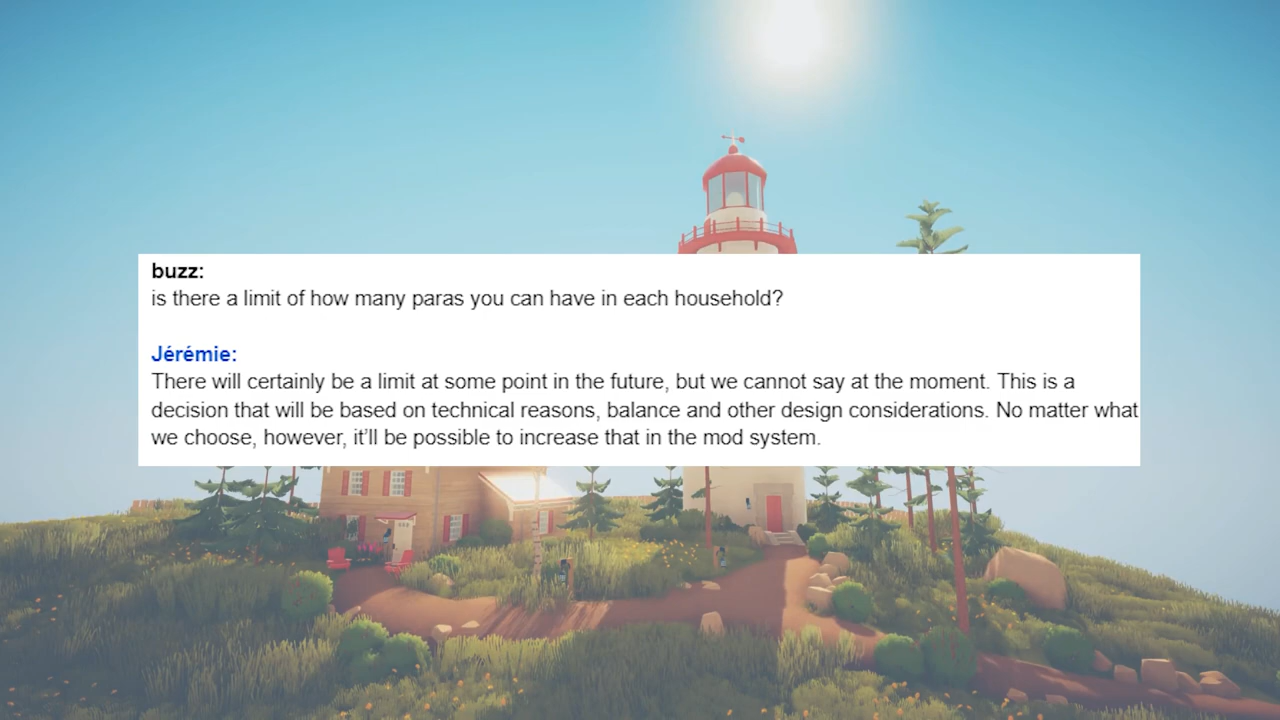 buzz:
is there a limit of how many paras you can have in each household?
Jérémie:
There will certainly be a limit at some point in the future, but we cannot say at the moment. This is a
decision that will be based on technical reasons, balance and other design considerations. No matter what
we choose, however, it’ll be possible to increase that in the mod system.